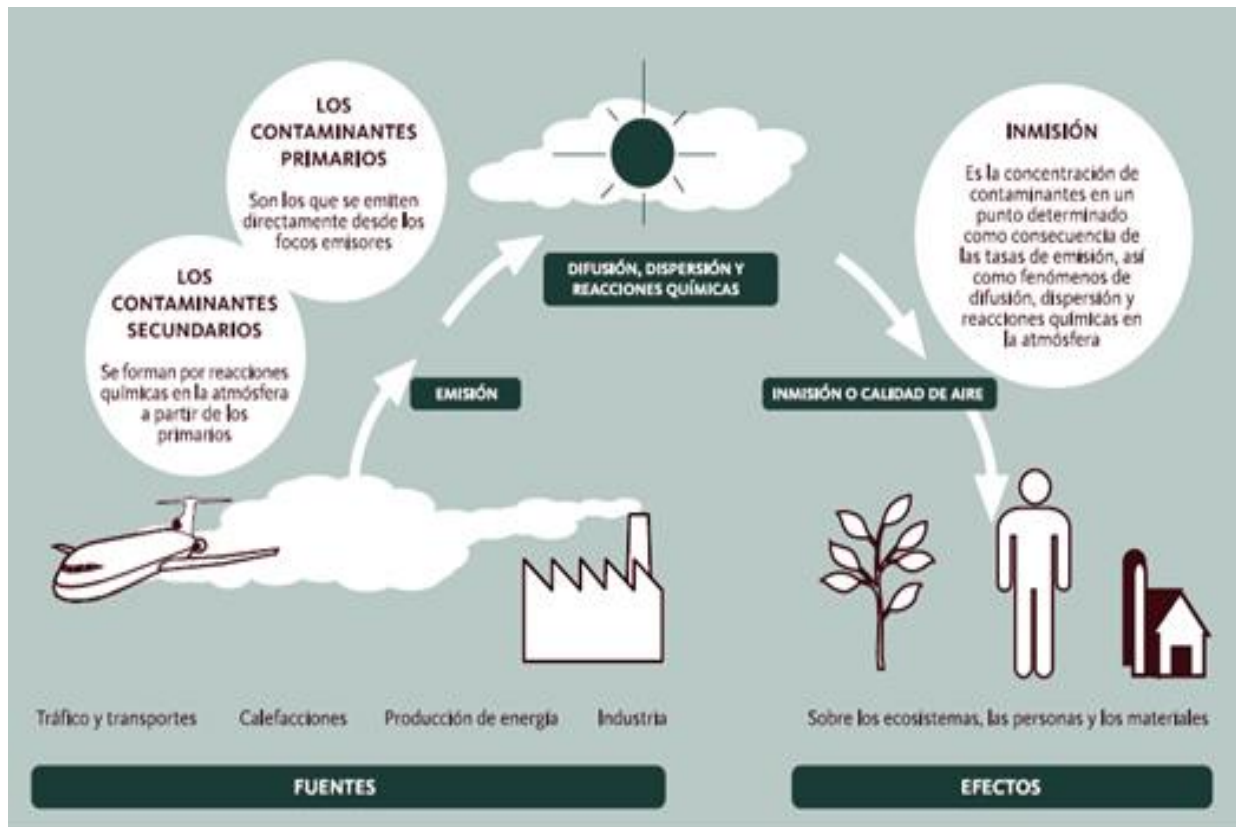 LOS
CONTAMINANTES
PRIMARIOS
Son los que se emiten
directamente desde los
focos emisores
LOS
CONTAMINANTES
SECUNDARIOS
Se forman por reacciones
químicas en la atmósfera
a partir de los
primarios
DIFUSIÓN, DISPERSIÓN Y
REACCIONES QUÍMICAS
EMISIÓN
INMISIÓN
Es la concentración de
contaminantes en un
punto determinado
como consecuencia de
las tasas de emisión, así
como fenómenos de
difusión, dispersión y
reacciones químicas en
la atmósfera
INMISIÓN O CALIDAD DE AIRE
Tráfico y transportes
Calefacciones
Producción de energía
Industria
FUENTES
Sobre los ecosistemas, las personas y los materiales
EFECTOS